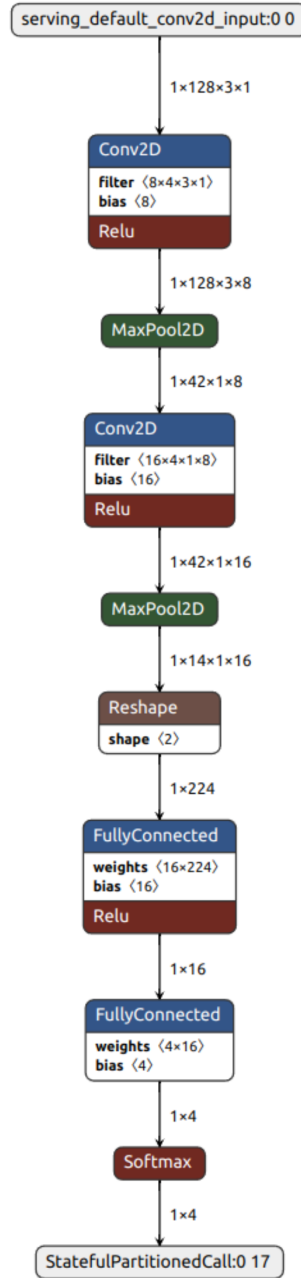 serving_default_conv2d_input:0 0
1×128×3×1
Conv2D
filter ⟨8×4×3×1⟩
bias ⟨8⟩
Relu
1×128×3×8
MaxPool2D
1×42×1×8
Conv2D
filter ⟨16×4×1×8⟩
bias ⟨16⟩
Relu
1×42×1×16
MaxPool2D
1×14×1×16
Reshape
shape ⟨2⟩
1×224
FullyConnected
weights ⟨16×224⟩
bias ⟨16⟩
Relu
1×16
FullyConnected
weights ⟨4×16⟩
bias ⟨4⟩
1×4
Softmax
1×4
StatefulPartitionedCall:0 17